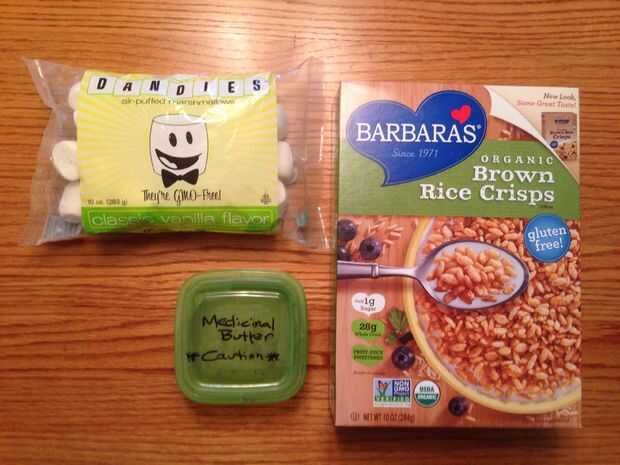 DANDIES
air-puffed marshmallows
They're GMO-Free!
10 oz. (283 g)
classic vanilla flavor
Medicinal
Butter
*Caution*
New Look,
Same Great Taste!
BARBARA'S
Since 1971
ORGANIC
Brown
Rice Crisps
gluten
free!
1g
Sugar
28g
Whole Grain
FRUIT JUICE
SWEETENED
NON
GMO
VERIFIED
USDA
ORGANIC
NET WT 10 OZ (284g)